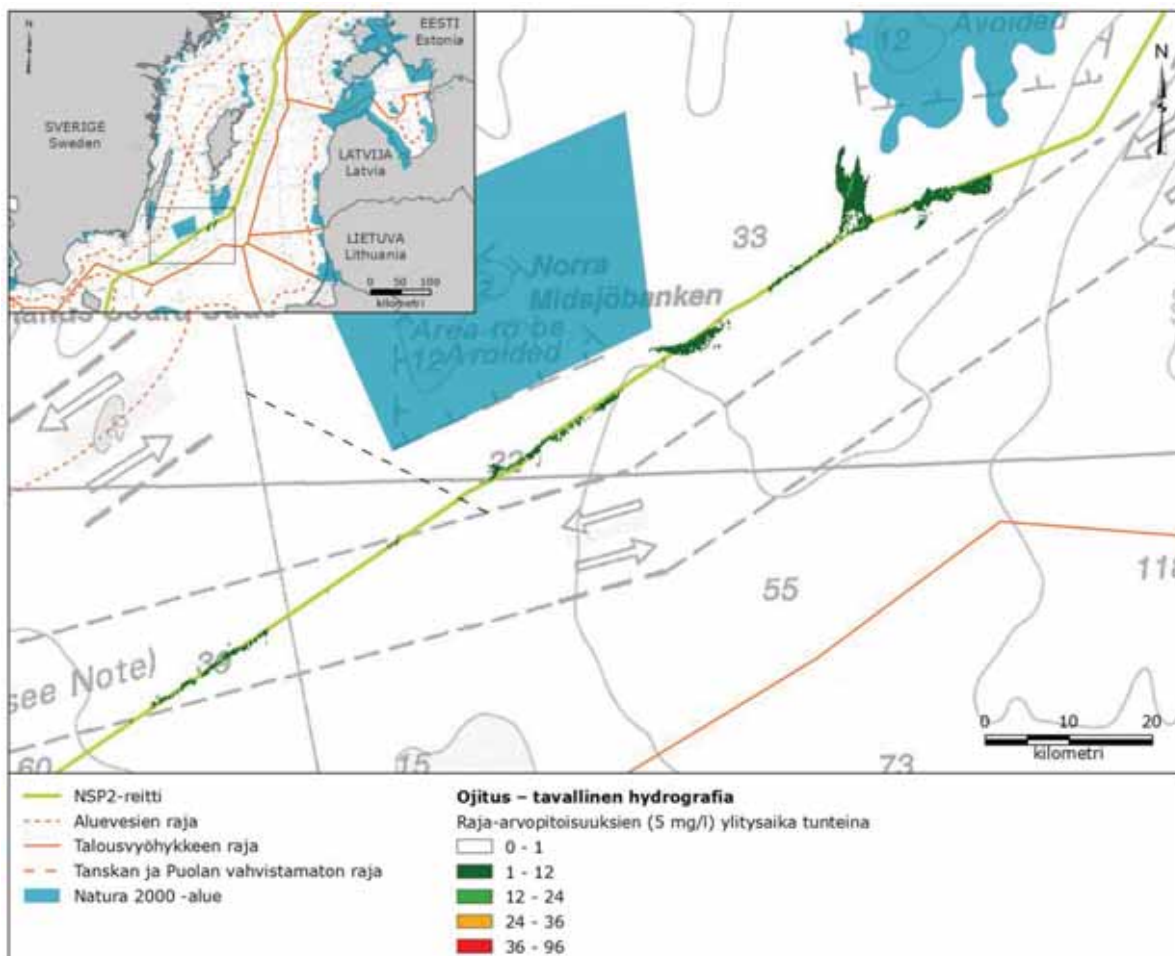 N
EESTI
Estonia
SVERIGE
Sweden
LATVIJA
Latvia
LIETUVA
Lithuania
0 50 100
kilometri
12
Avoided
N
33
Norra
Midsjöbanken
Area to be
12 Avoided
20
55
118
39
see Note)
60
15
73
0 10 20
kilometri
NSP2-reitti
Aluevesien raja
Talousvyöhykkeen raja
Tanskan ja Puolan vahvistamaton raja
Natura 2000 -alue
Ojitus – tavallinen hydrografia
Raja-arvopitoisuuksien (5 mg/l) ylitysaika tunteina
0 - 1
1 - 12
12 - 24
24 - 36
36 - 96